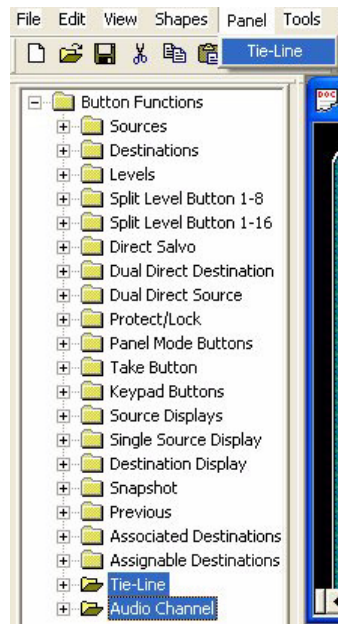 File Edit View Shapes Panel Tools
Tie-Line
Button Functions
Sources
Destinations
Levels
Split Level Button 1-8
Split Level Button 1-16
Direct Salvo
Dual Direct Destination
Dual Direct Source
Protect/Lock
Panel Mode Buttons
Take Button
Keypad Buttons
Source Displays
Single Source Display
Destination Display
Snapshot
Previous
Associated Destinations
Assignable Destinations
Tie-Line
Audio Channel
DOC